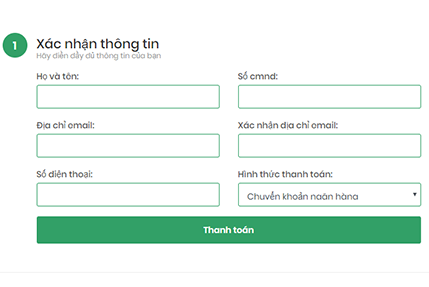 1
Xác nhận thông tin
Hãy điền đầy đủ thông tin của bạn
Họ và tên:
Số cmnd:
Địa chỉ email:
Xác nhận địa chỉ email:
Số điện thoại:
Hình thức thanh toán:
Chuyển khoản ngân hàng
Thanh toán